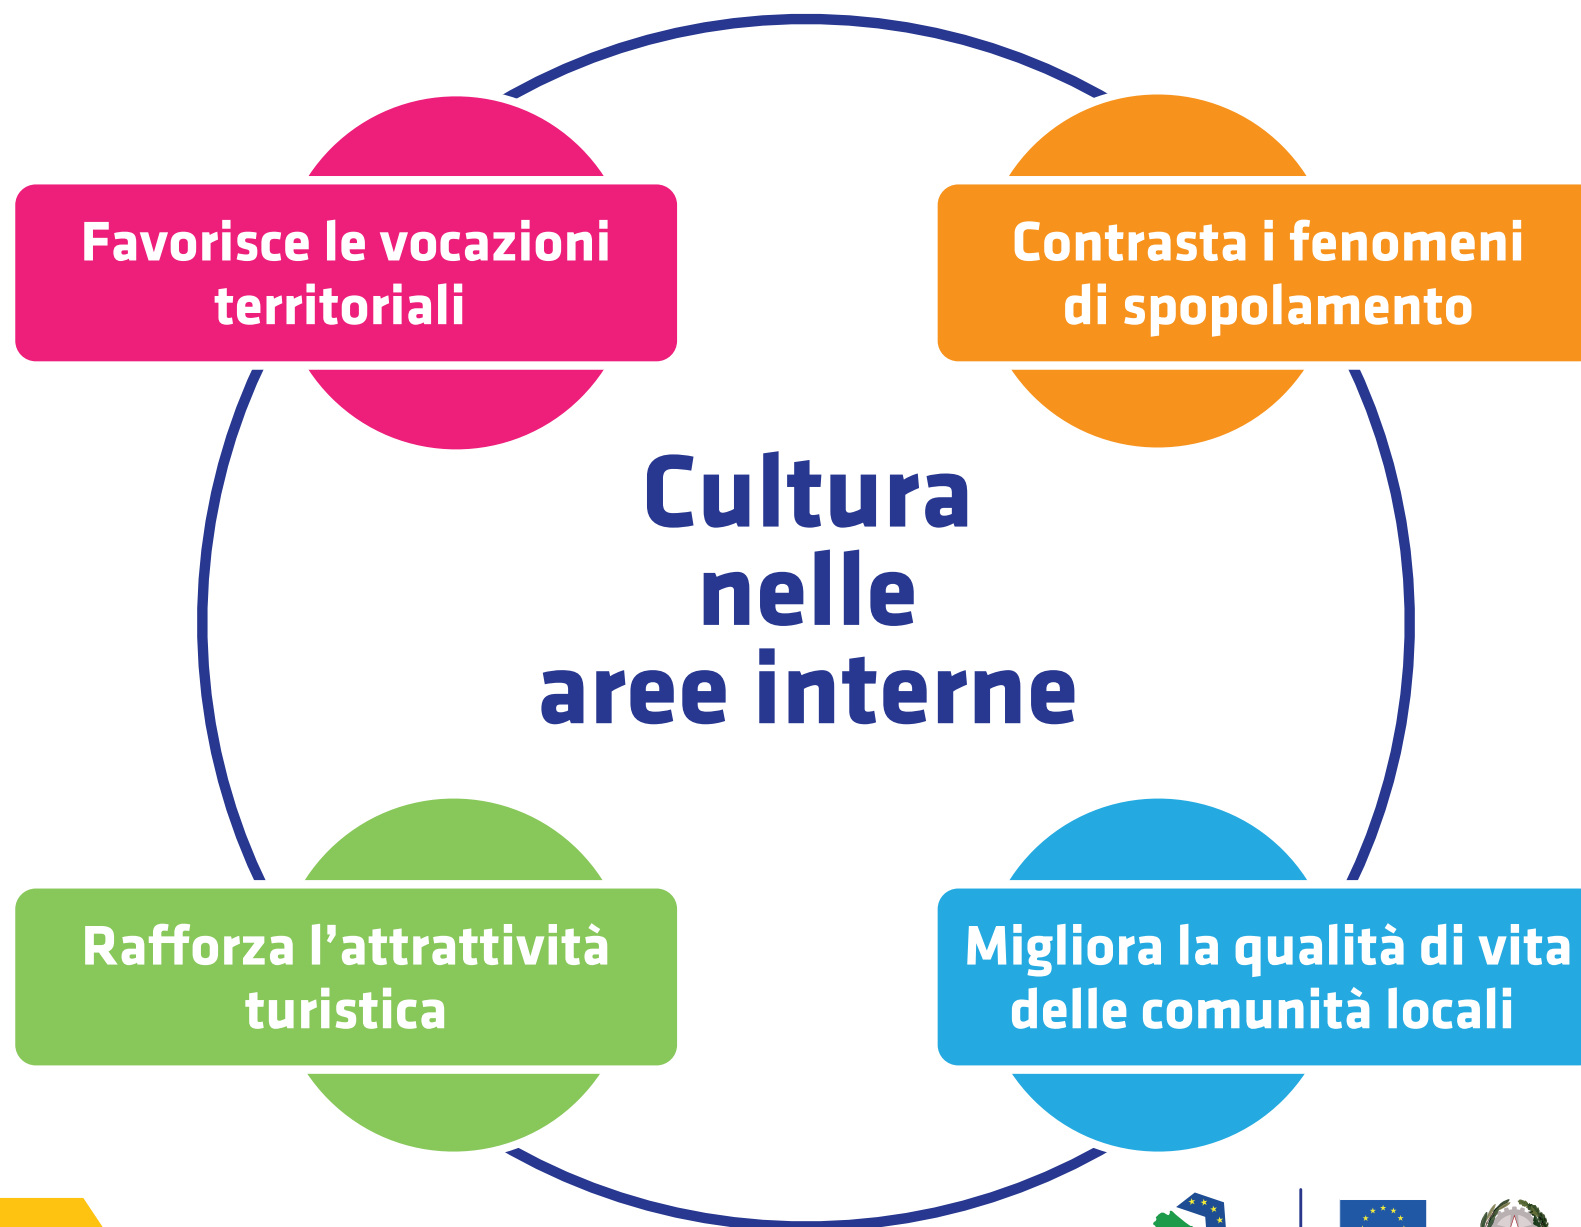 Favorisce le vocazioni
territoriali
Contrasta i fenomeni
di spopolamento
Cultura
nelle
aree interne
Rafforza l’attrattività
turistica
Migliora la qualità di vita
delle comunità locali